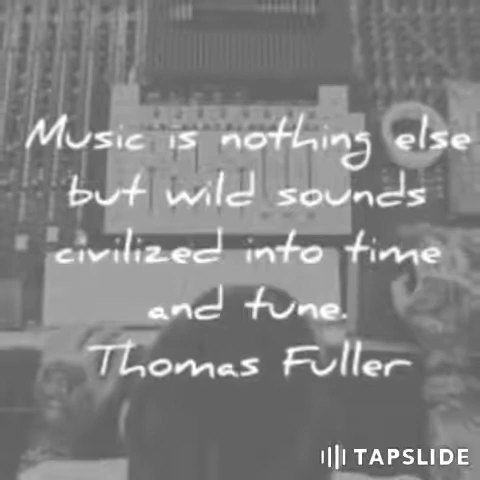 Music is nothing else
but wild sounds
civilized into time
and tune.
Thomas Fuller
TAPSLIDE